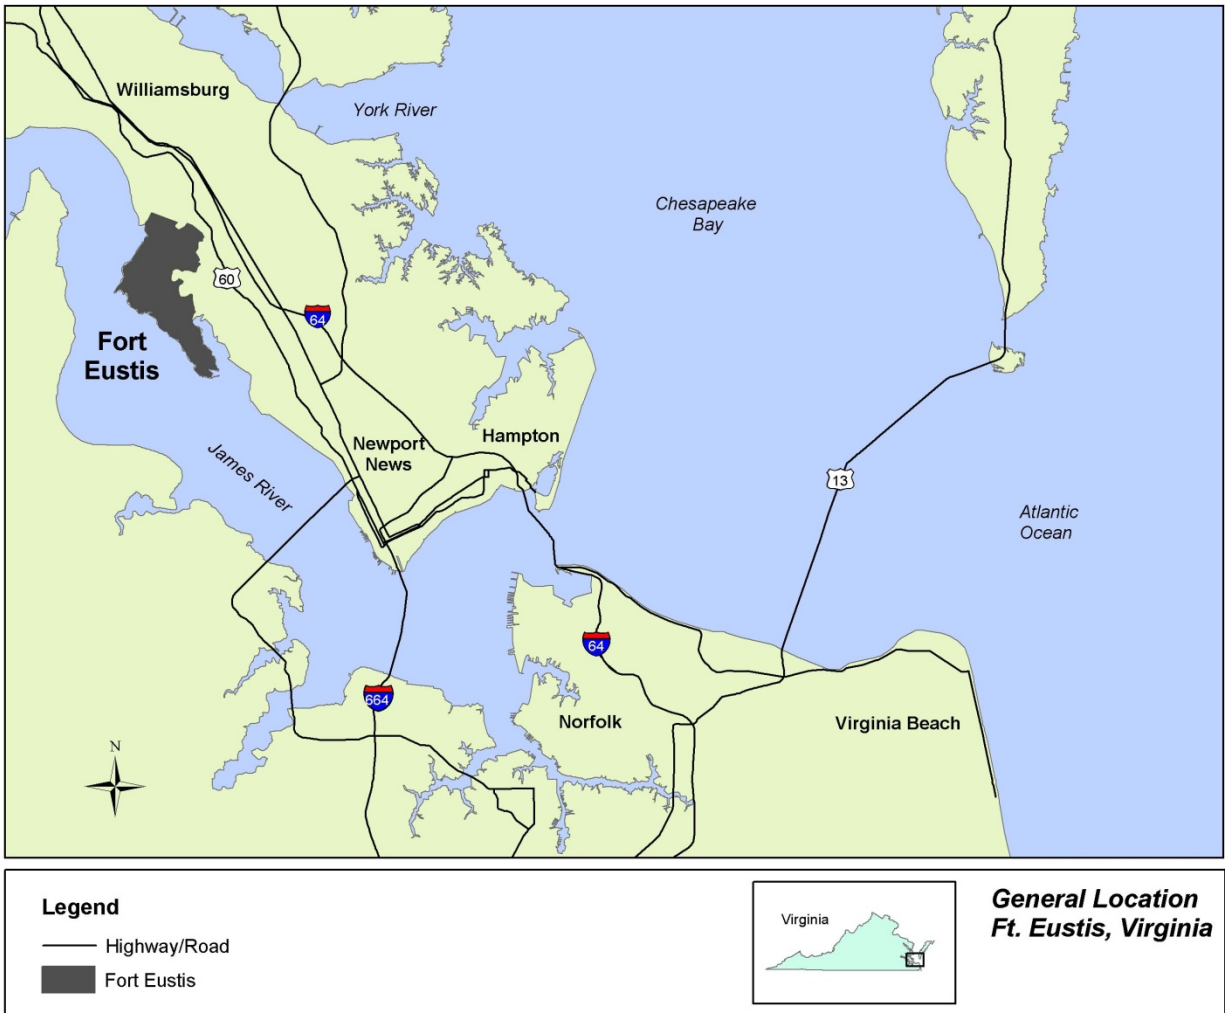 Williamsburg
York River
Chesapeake
Bay
60
64
Fort
Eustis
Newport
News
Hampton
James River
13
Atlantic
Ocean
64
664
Norfolk
Virginia Beach
N
Legend
Highway/Road
Fort Eustis
Virginia
General Location
Ft. Eustis, Virginia